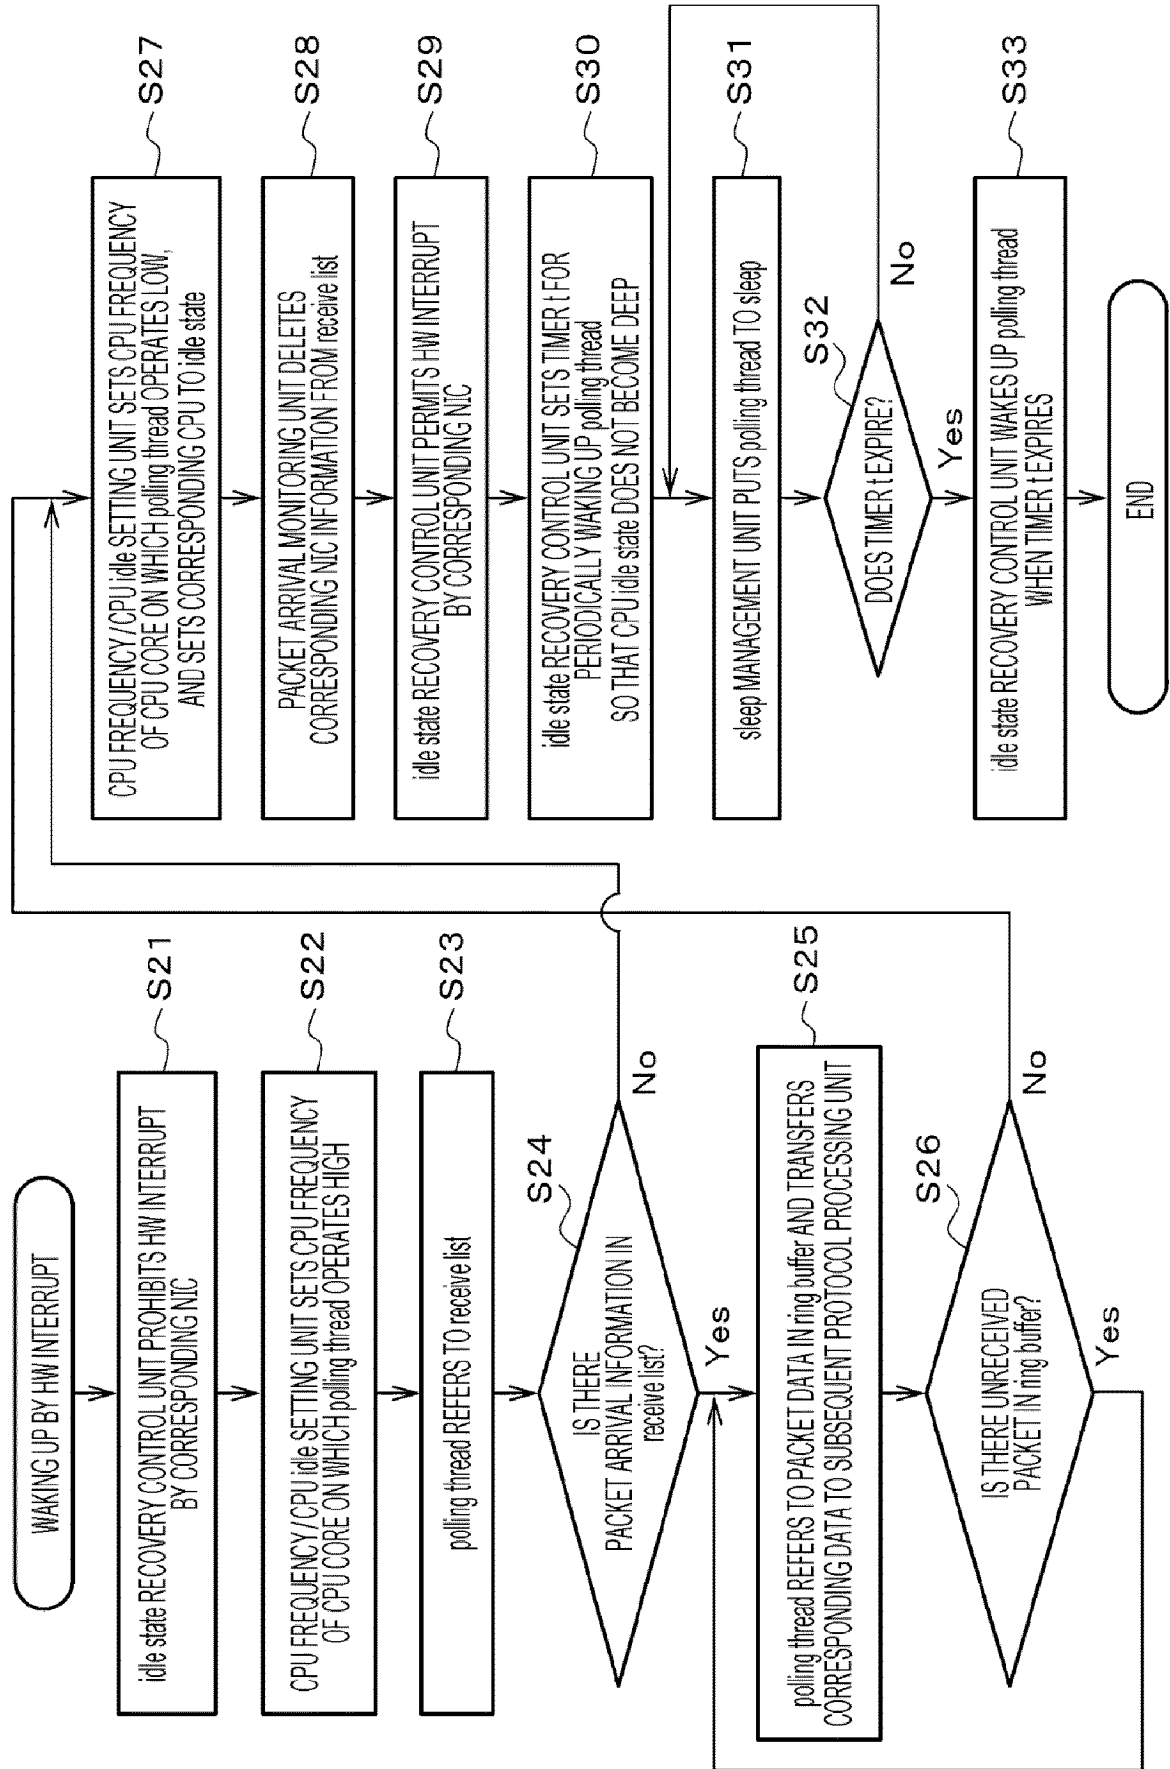 WAKING UP BY HW INTERRUPT
idle state RECOVERY CONTROL UNIT PROHIBITS HW INTERRUPT
BY CORRESPONDING NIC
S21
CPU FREQUENCY/CPU idle SETTING UNIT SETS CPU FREQUENCY
OF CPU CORE ON WHICH polling thread OPERATES HIGH
S22
polling thread REFERS TO receive list
S23
IS THERE
PACKET ARRIVAL INFORMATION IN
receive list?
S24
No
Yes
polling thread REFERS TO PACKET DATA IN ring buffer AND TRANSFERS
CORRESPONDING DATA TO SUBSEQUENT PROTOCOL PROCESSING UNIT
S25
IS THERE UNRECEIVED
PACKET IN ring buffer?
S26
No
Yes
CPU FREQUENCY/CPU idle SETTING UNIT SETS CPU FREQUENCY
OF CPU CORE ON WHICH polling thread OPERATES LOW,
AND SETS CORRESPONDING CPU TO idle state
S27
PACKET ARRIVAL MONITORING UNIT DELETES
CORRESPONDING NIC INFORMATION FROM receive list
S28
idle state RECOVERY CONTROL UNIT PERMITS HW INTERRUPT
BY CORRESPONDING NIC
S29
idle state RECOVERY CONTROL UNIT SETS TIMER t FOR
PERIODICALLY WAKING UP polling thread
SO THAT CPU idle state DOES NOT BECOME DEEP
S30
sleep MANAGEMENT UNIT PUTS polling thread TO sleep
S31
DOES TIMER t EXPIRE?
S32
No
Yes
idle state RECOVERY CONTROL UNIT WAKES UP polling thread
WHEN TIMER t EXPIRES
S33
END